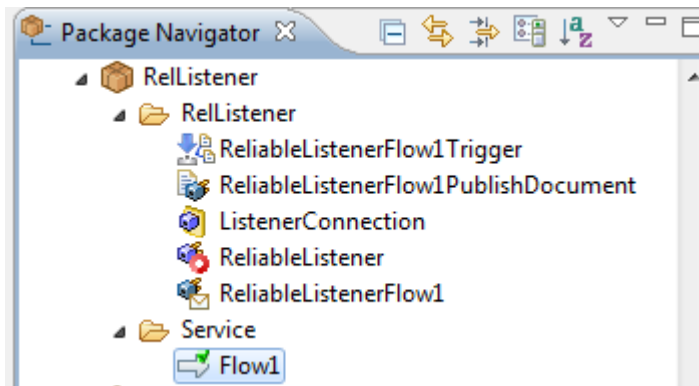 Package Navigator
RelListener
RelListener
ReliableListenerFlow1Trigger
ReliableListenerFlow1PublishDocument
ListenerConnection
ReliableListener
ReliableListenerFlow1
Service
Flow1